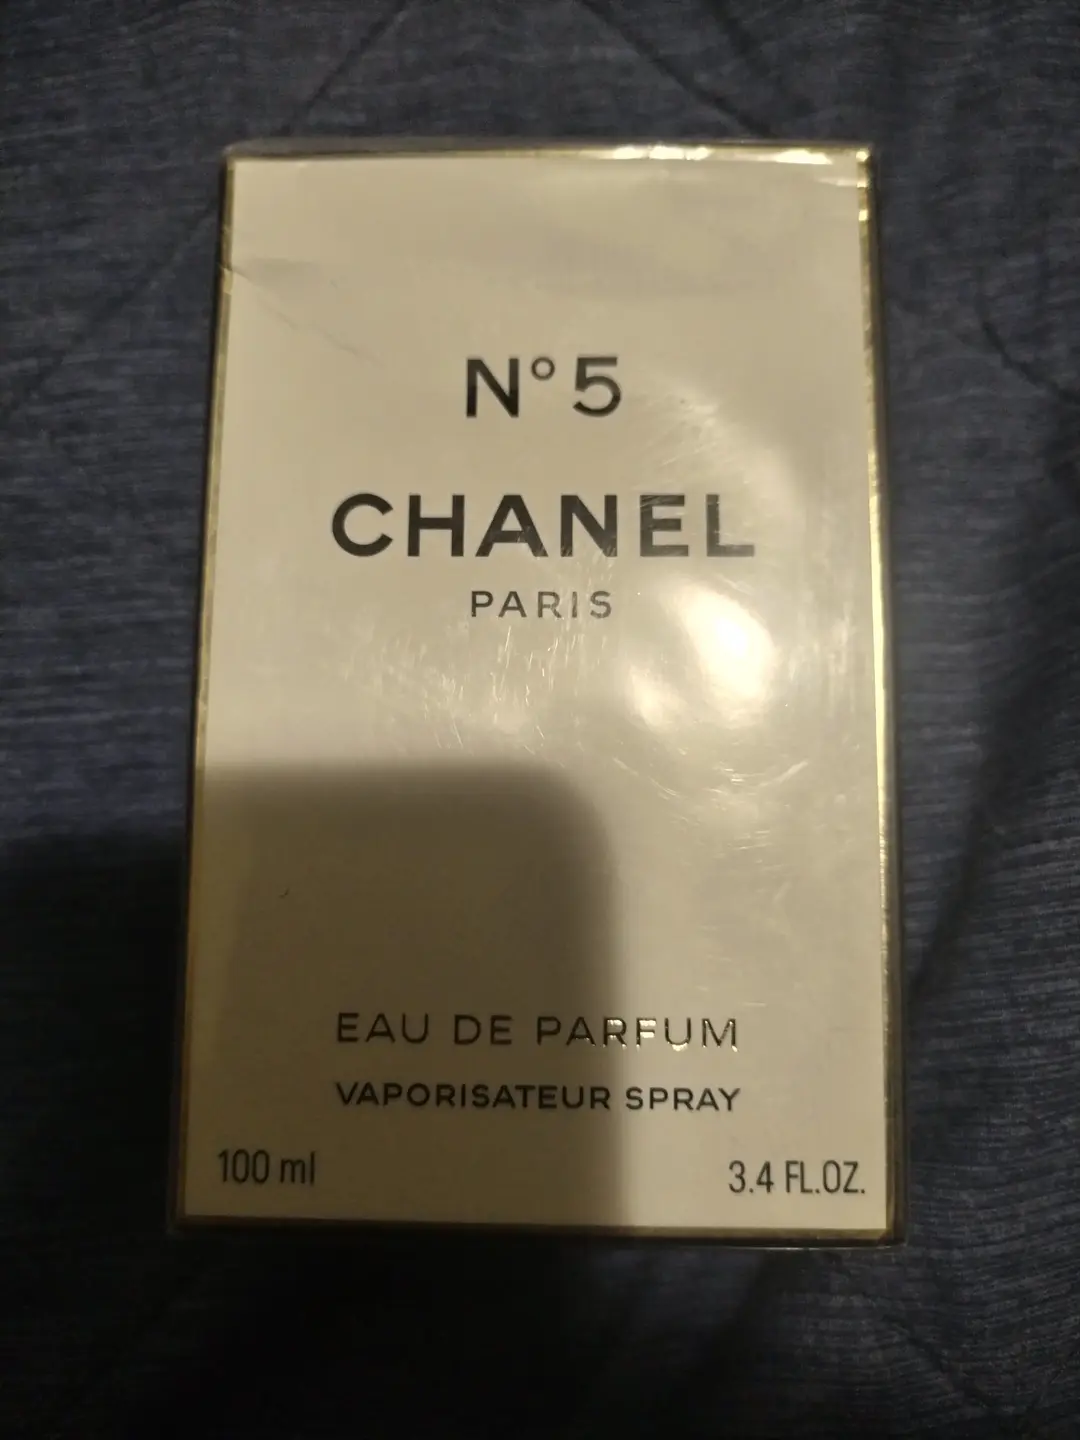 N° 5
CHANEL
PARIS
EAU DE PARFUM
VAPORISATEUR SPRAY
100 ml
3.4 FL.OZ.